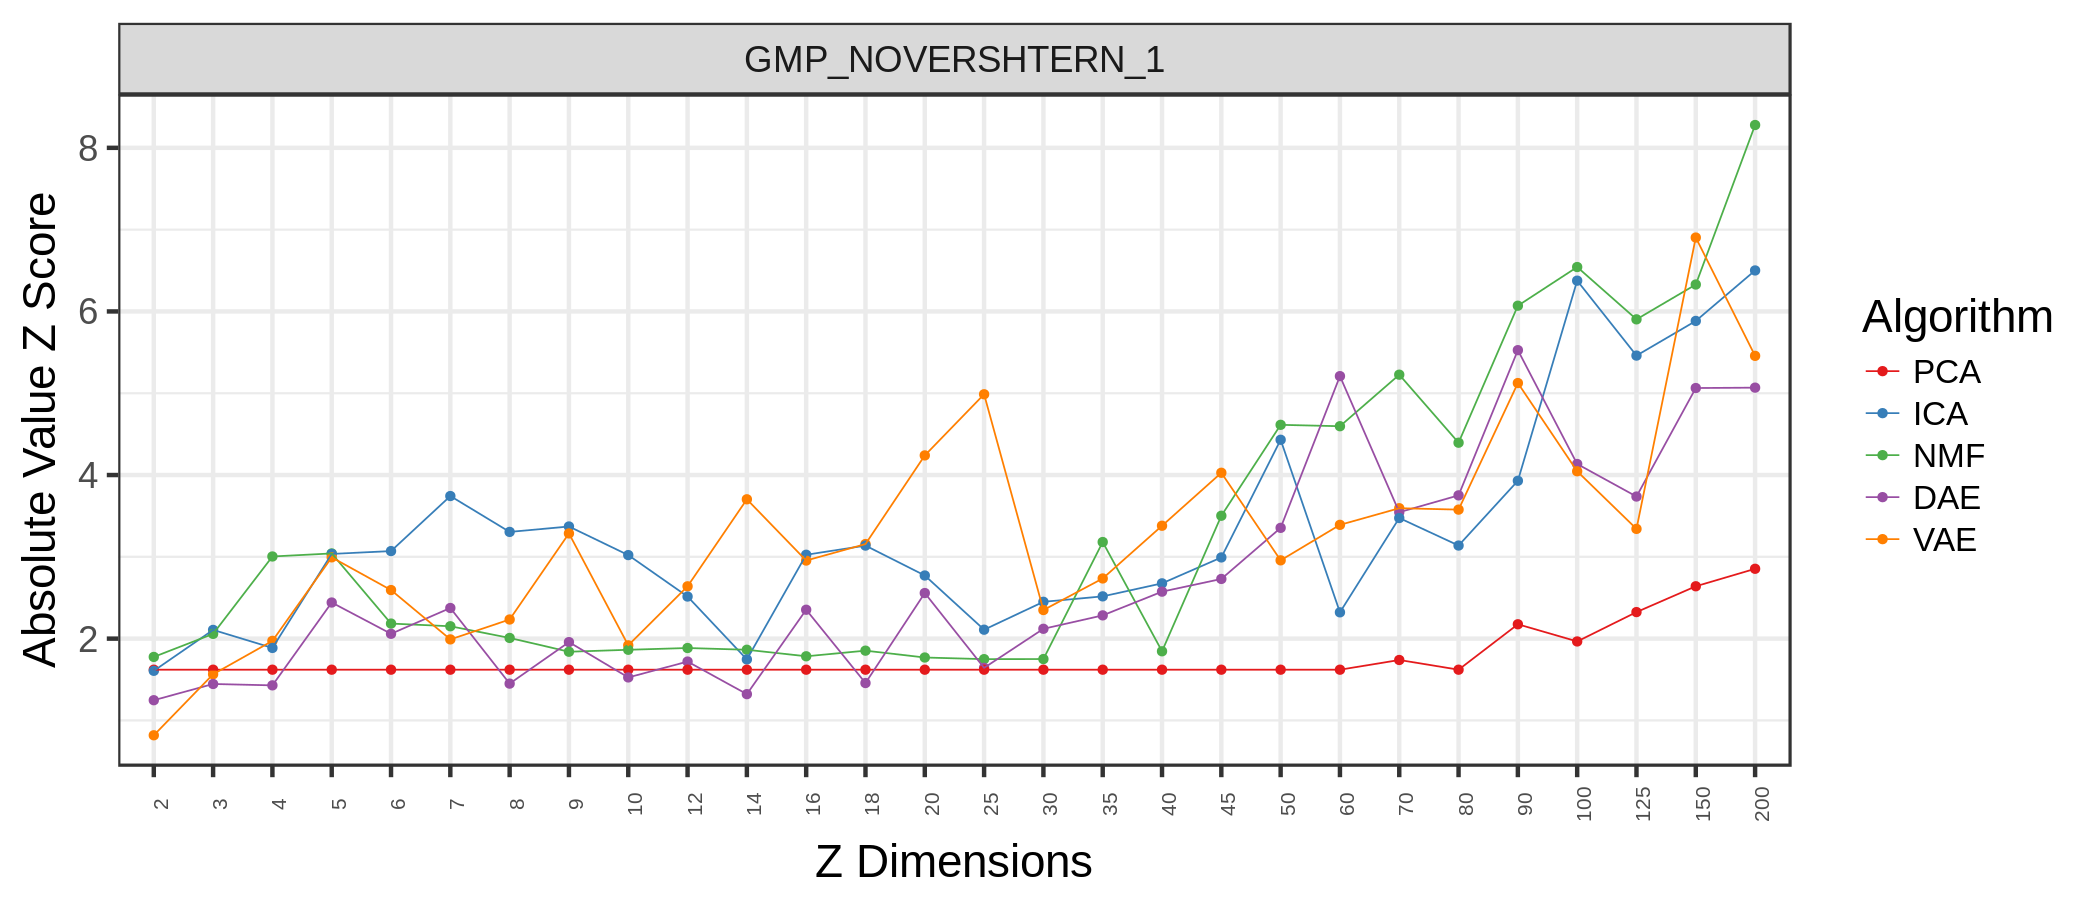 GMP_NOVERSHTERN_1
Absolute Value Z Score
8
6
4
2
2 3 4 5 6 7 8 9 10 12 14 16 18 20 25 30 35 40 45 50 60 70 80 90 100 125 150 200
Z Dimensions
Algorithm
PCA
ICA
NMF
DAE
VAE